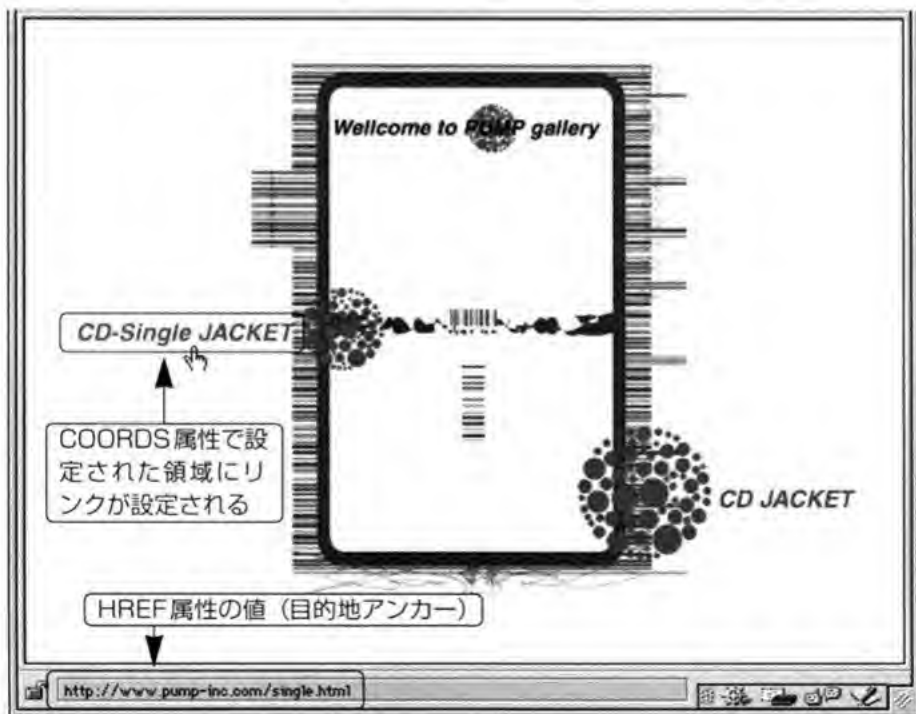 Wellcome to PUMP gallery
CD-Single JACKET
COORDS属性で設
定された領域にリ
ンクが設定される
CD JACKET
HREF属性の値（目的地アンカー）
http://www.pump-inc.com/single.html